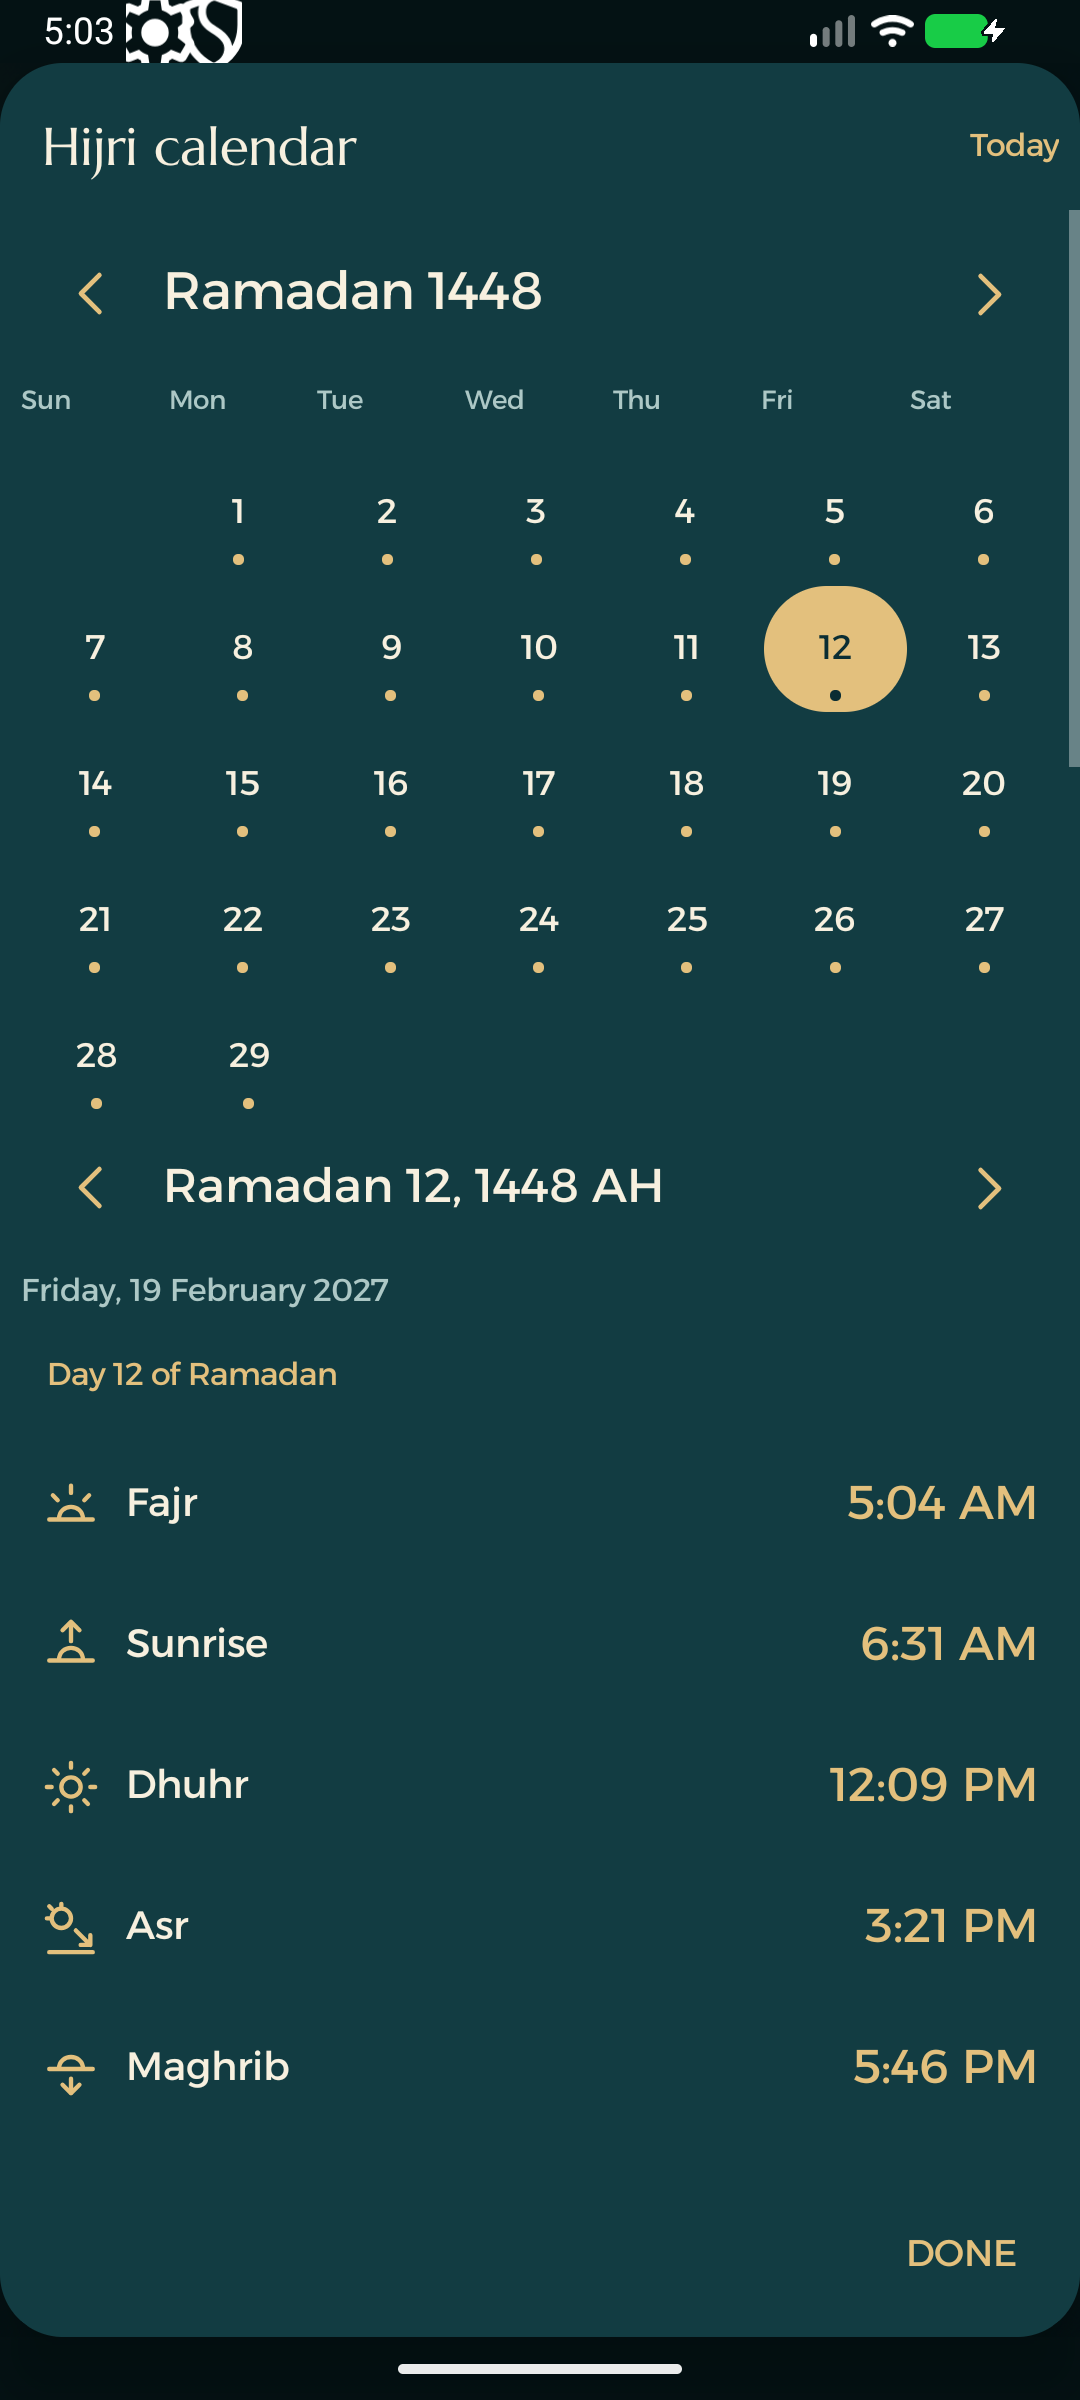 5:03
Hijri calendar
Today
Ramadan 1448
Sun Mon Tue Wed Thu Fri Sat
1 2 3 4 5 6
7 8 9 10 11 12 13
14 15 16 17 18 19 20
21 22 23 24 25 26 27
28 29
Ramadan 12, 1448 AH
Friday, 19 February 2027
Day 12 of Ramadan
Fajr 5:04 AM
Sunrise 6:31 AM
Dhuhr 12:09 PM
Asr 3:21 PM
Maghrib 5:46 PM
DONE